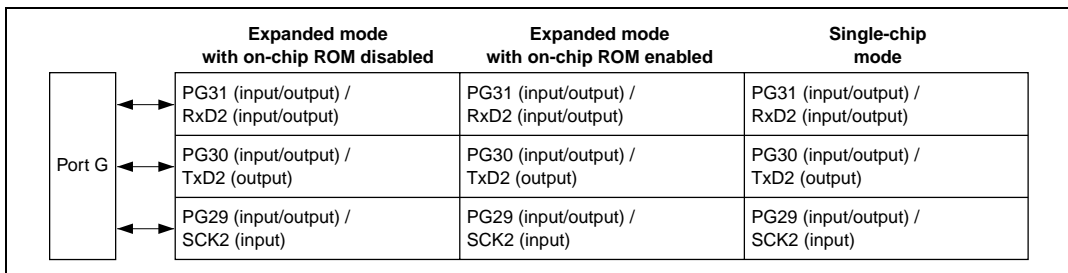 Expanded mode
with on-chip ROM disabled
Expanded mode
with on-chip ROM enabled
Single-chip
mode
Port G
PG31 (input/output) /
RxD2 (input/output)
PG31 (input/output) /
RxD2 (input/output)
PG31 (input/output) /
RxD2 (input/output)
PG30 (input/output) /
TxD2 (output)
PG30 (input/output) /
TxD2 (output)
PG30 (input/output) /
TxD2 (output)
PG29 (input/output) /
SCK2 (input)
PG29 (input/output) /
SCK2 (input)
PG29 (input/output) /
SCK2 (input)